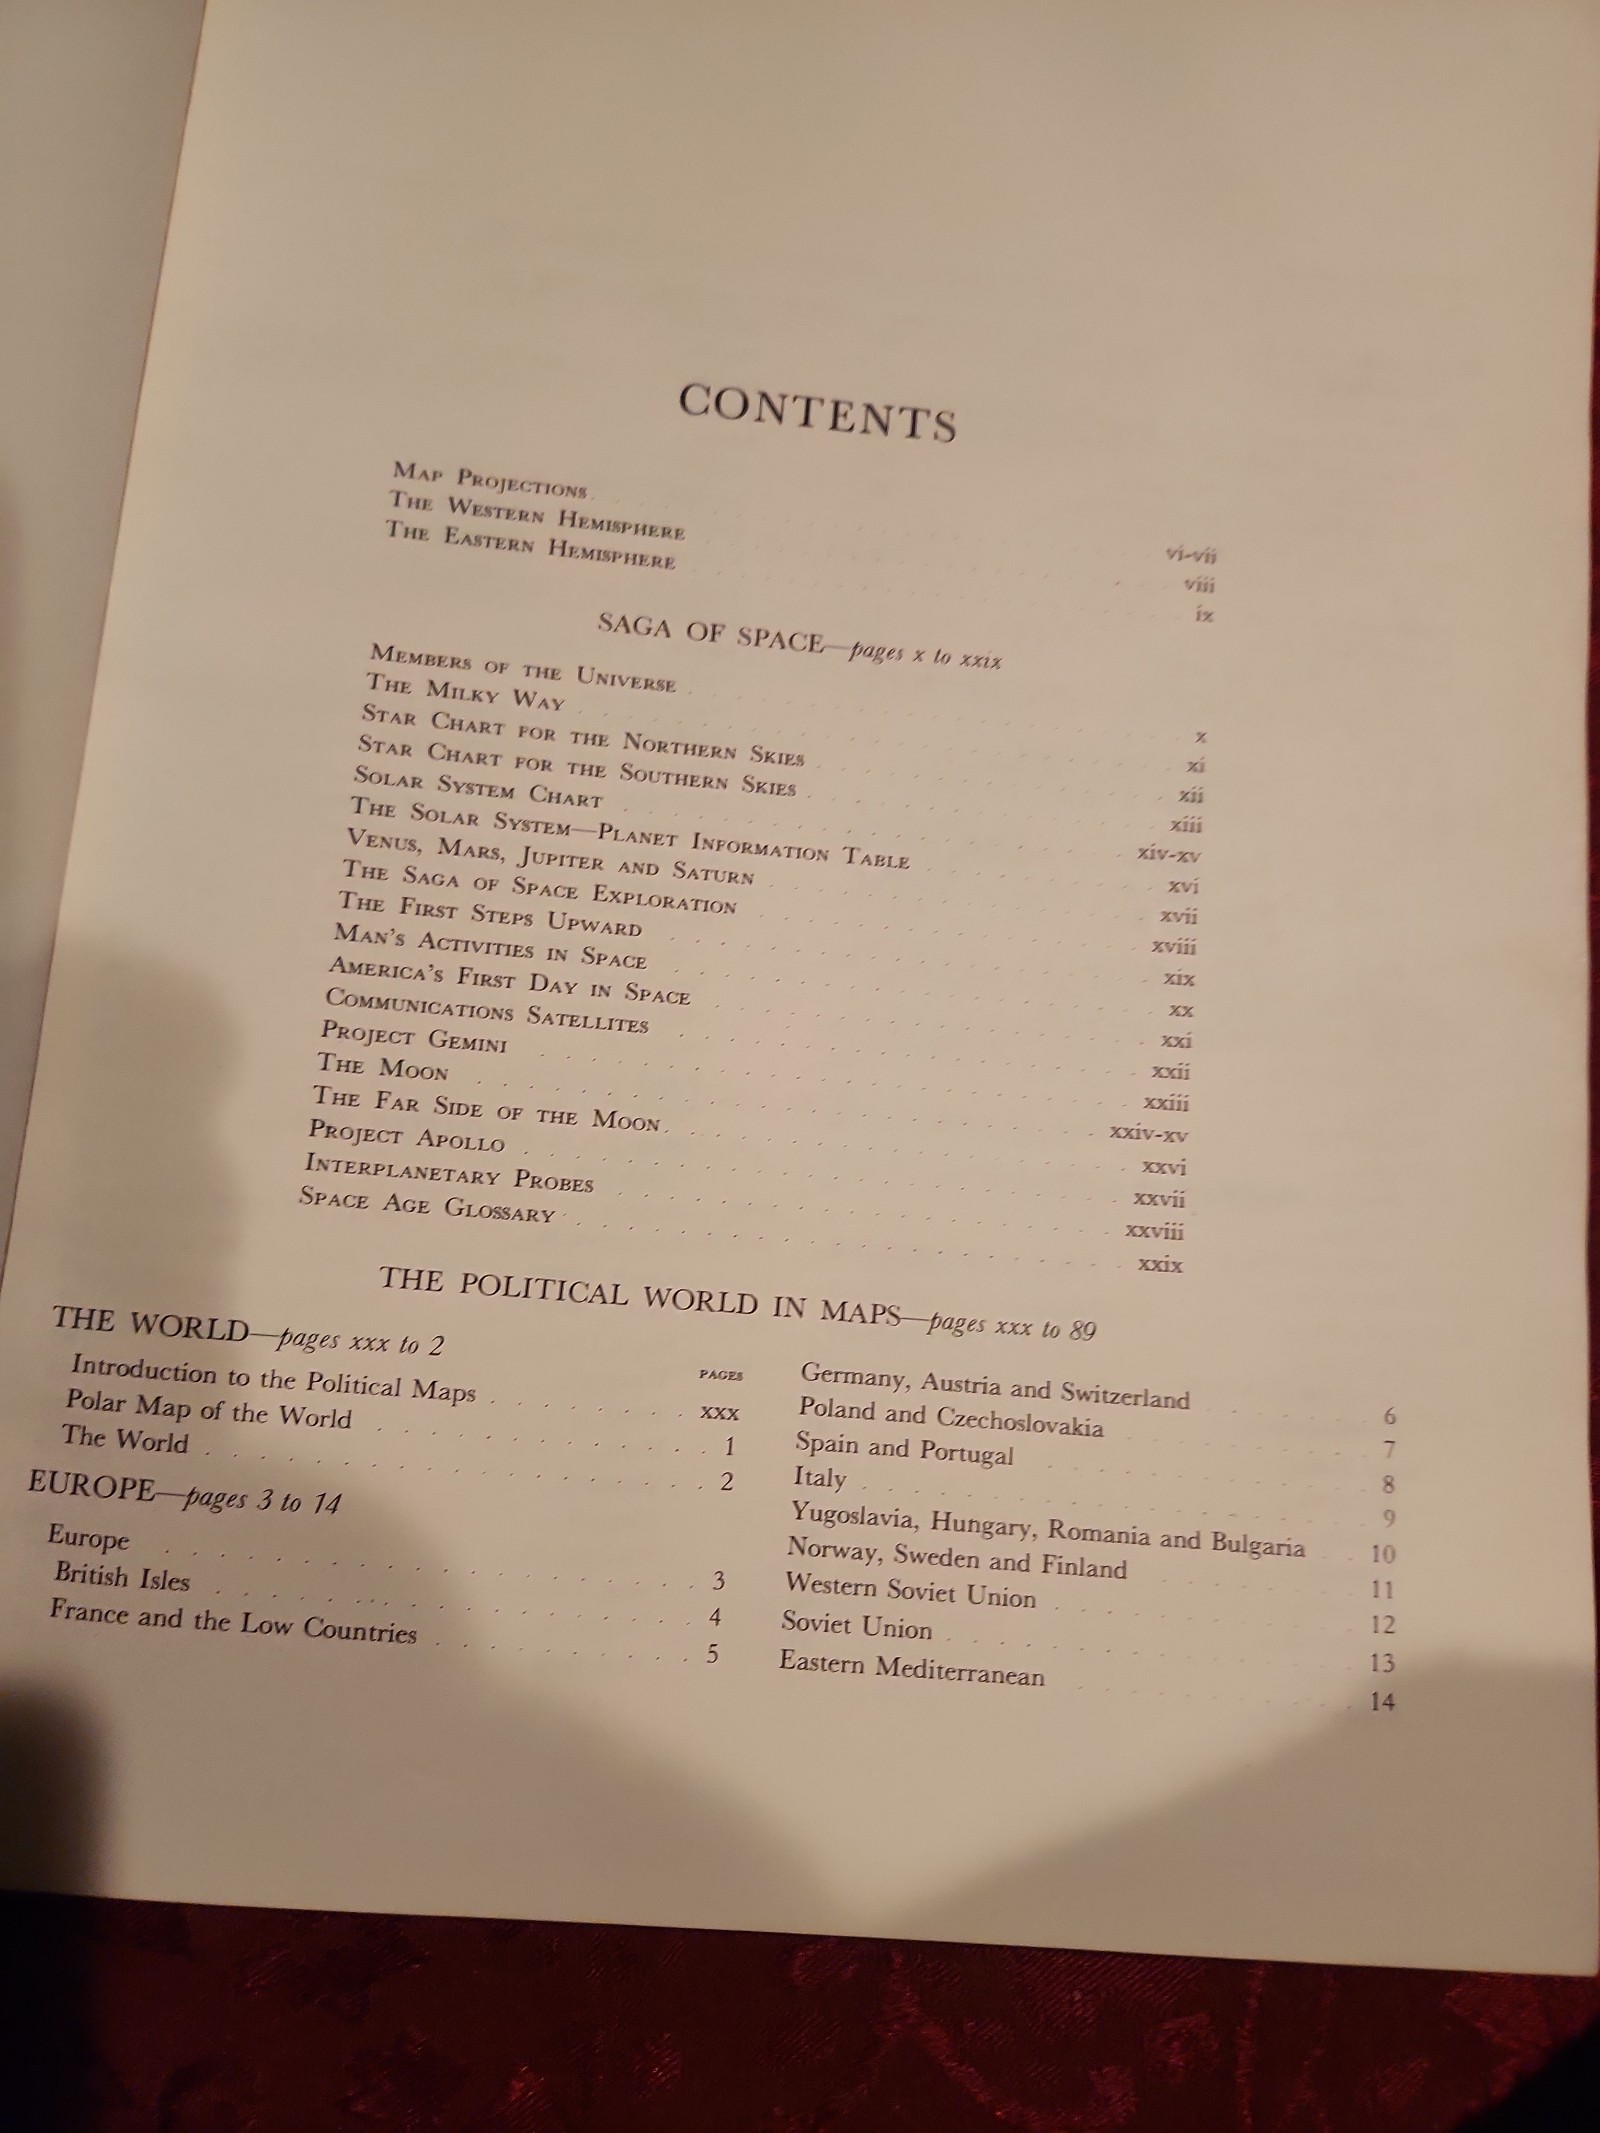 CONTENTS
MAP PROJECTIONS . . . vi-vii
THE WESTERN HEMISPHERE . . . viii
THE EASTERN HEMISPHERE . . . ix
SAGA OF SPACE—pages x to xxix
MEMBERS OF THE UNIVERSE . . . x
THE MILKY WAY . . . xi
STAR CHART FOR THE NORTHERN SKIES . . . xii
STAR CHART FOR THE SOUTHERN SKIES . . . xiii
SOLAR SYSTEM CHART . . . xiv-xv
THE SOLAR SYSTEM—PLANET INFORMATION TABLE . . . xvi
VENUS, MARS, JUPITER AND SATURN . . . xvii
THE SAGA OF SPACE EXPLORATION . . . xviii
THE FIRST STEPS UPWARD . . . xix
MAN'S ACTIVITIES IN SPACE . . . xx
AMERICA'S FIRST DAY IN SPACE . . . xxi
COMMUNICATIONS SATELLITES . . . xxii
PROJECT GEMINI . . . xxiii
THE MOON . . . xxiv-xv
THE FAR SIDE OF THE MOON . . . xxvi
PROJECT APOLLO . . . xxvii
INTERPLANETARY PROBES . . . xxviii
SPACE AGE GLOSSARY . . . xxix
THE POLITICAL WORLD IN MAPS—pages xxx to 89
THE WORLD—pages xxx to 2
PAGES
Introduction to the Political Maps . . . xxx
Polar Map of the World . . . 1
The World . . . 2
EUROPE—pages 3 to 14
Europe . . . 3
British Isles . . . 4
France and the Low Countries . . . 5
Germany, Austria and Switzerland . . . 6
Poland and Czechoslovakia . . . 7
Spain and Portugal . . . 8
Italy . . . 9
Yugoslavia, Hungary, Romania and Bulgaria . . . 10
Norway, Sweden and Finland . . . 11
Western Soviet Union . . . 12
Soviet Union . . . 13
Eastern Mediterranean . . . 14